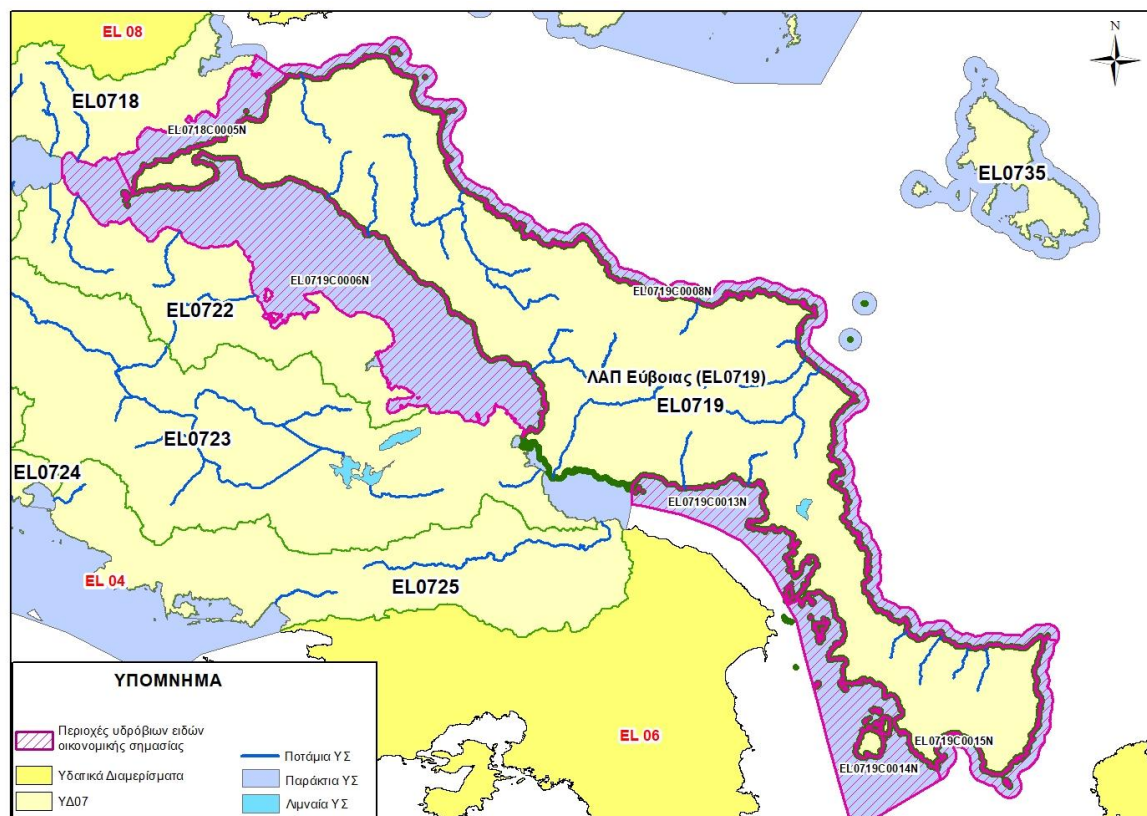 EL 08
N
EL0718
EL0718C0005N
EL0735
EL0719C0006N
EL0719C0008N
EL0722
ΛΑΠ Εύβοιας (EL0719)
EL0719
EL0723
EL0724
EL0719C0013N
EL 04
EL0725
EL 06
EL0719C0015N
EL0719C0014N
ΥΠΟΜΝΗΜΑ
Περιοχές υδρόβιων ειδών
οικονομικής σημασίας
Υδατικά Διαμερίσματα
ΥΔ07
Ποτάμια ΥΣ
Παράκτια ΥΣ
Λιμναία ΥΣ